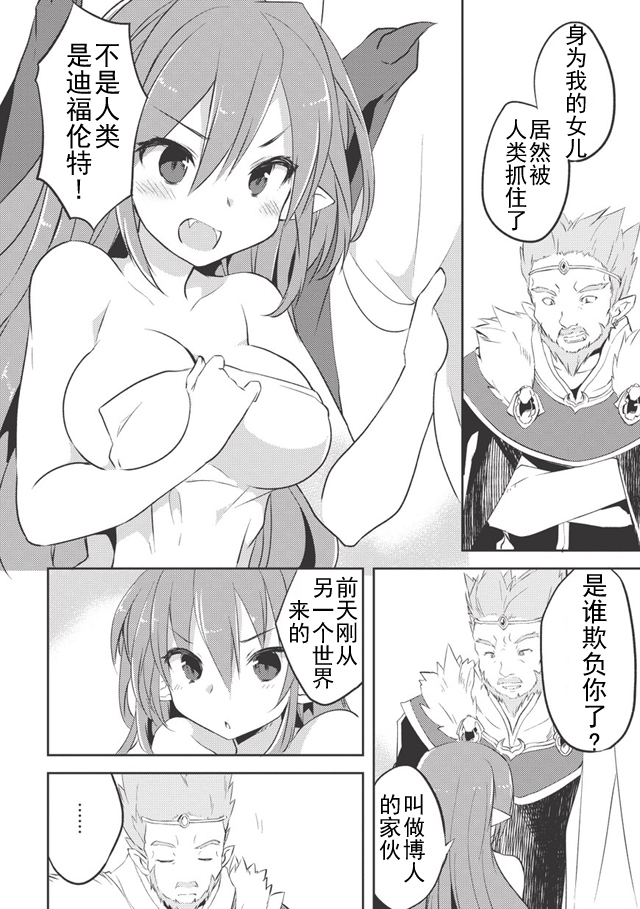 身为我的女儿
居然被
人类抓住了
不是人类
是迪福伦特！
是谁欺负你了？
叫做博人
的家伙
前天刚从
另一个世界
来的
……